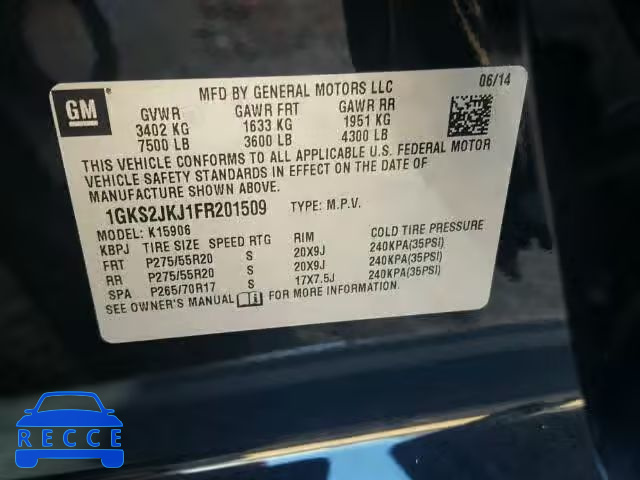 GM
MFD BY GENERAL MOTORS LLC 06/14
GVWR GAWR FRT GAWR RR
3402 KG 1633 KG 1951 KG
7500 LB 3600 LB 4300 LB
THIS VEHICLE CONFORMS TO ALL APPLICABLE U.S. FEDERAL MOTOR
VEHICLE SAFETY STANDARDS IN EFFECT ON THE DATE OF
MANUFACTURE SHOWN ABOVE.
1GKS2JKJ1FR201509 TYPE: M.P.V.
MODEL: K15906
KBPJ TIRE SIZE SPEED RTG RIM COLD TIRE PRESSURE
FRT P275/55R20 S 20X9J 240KPA(35PSI)
RR P275/55R20 S 20X9J 240KPA(35PSI)
SPA P265/70R17 S 17X7.5J 240KPA(35PSI)
SEE OWNER'S MANUAL FOR MORE INFORMATION.
RECCE